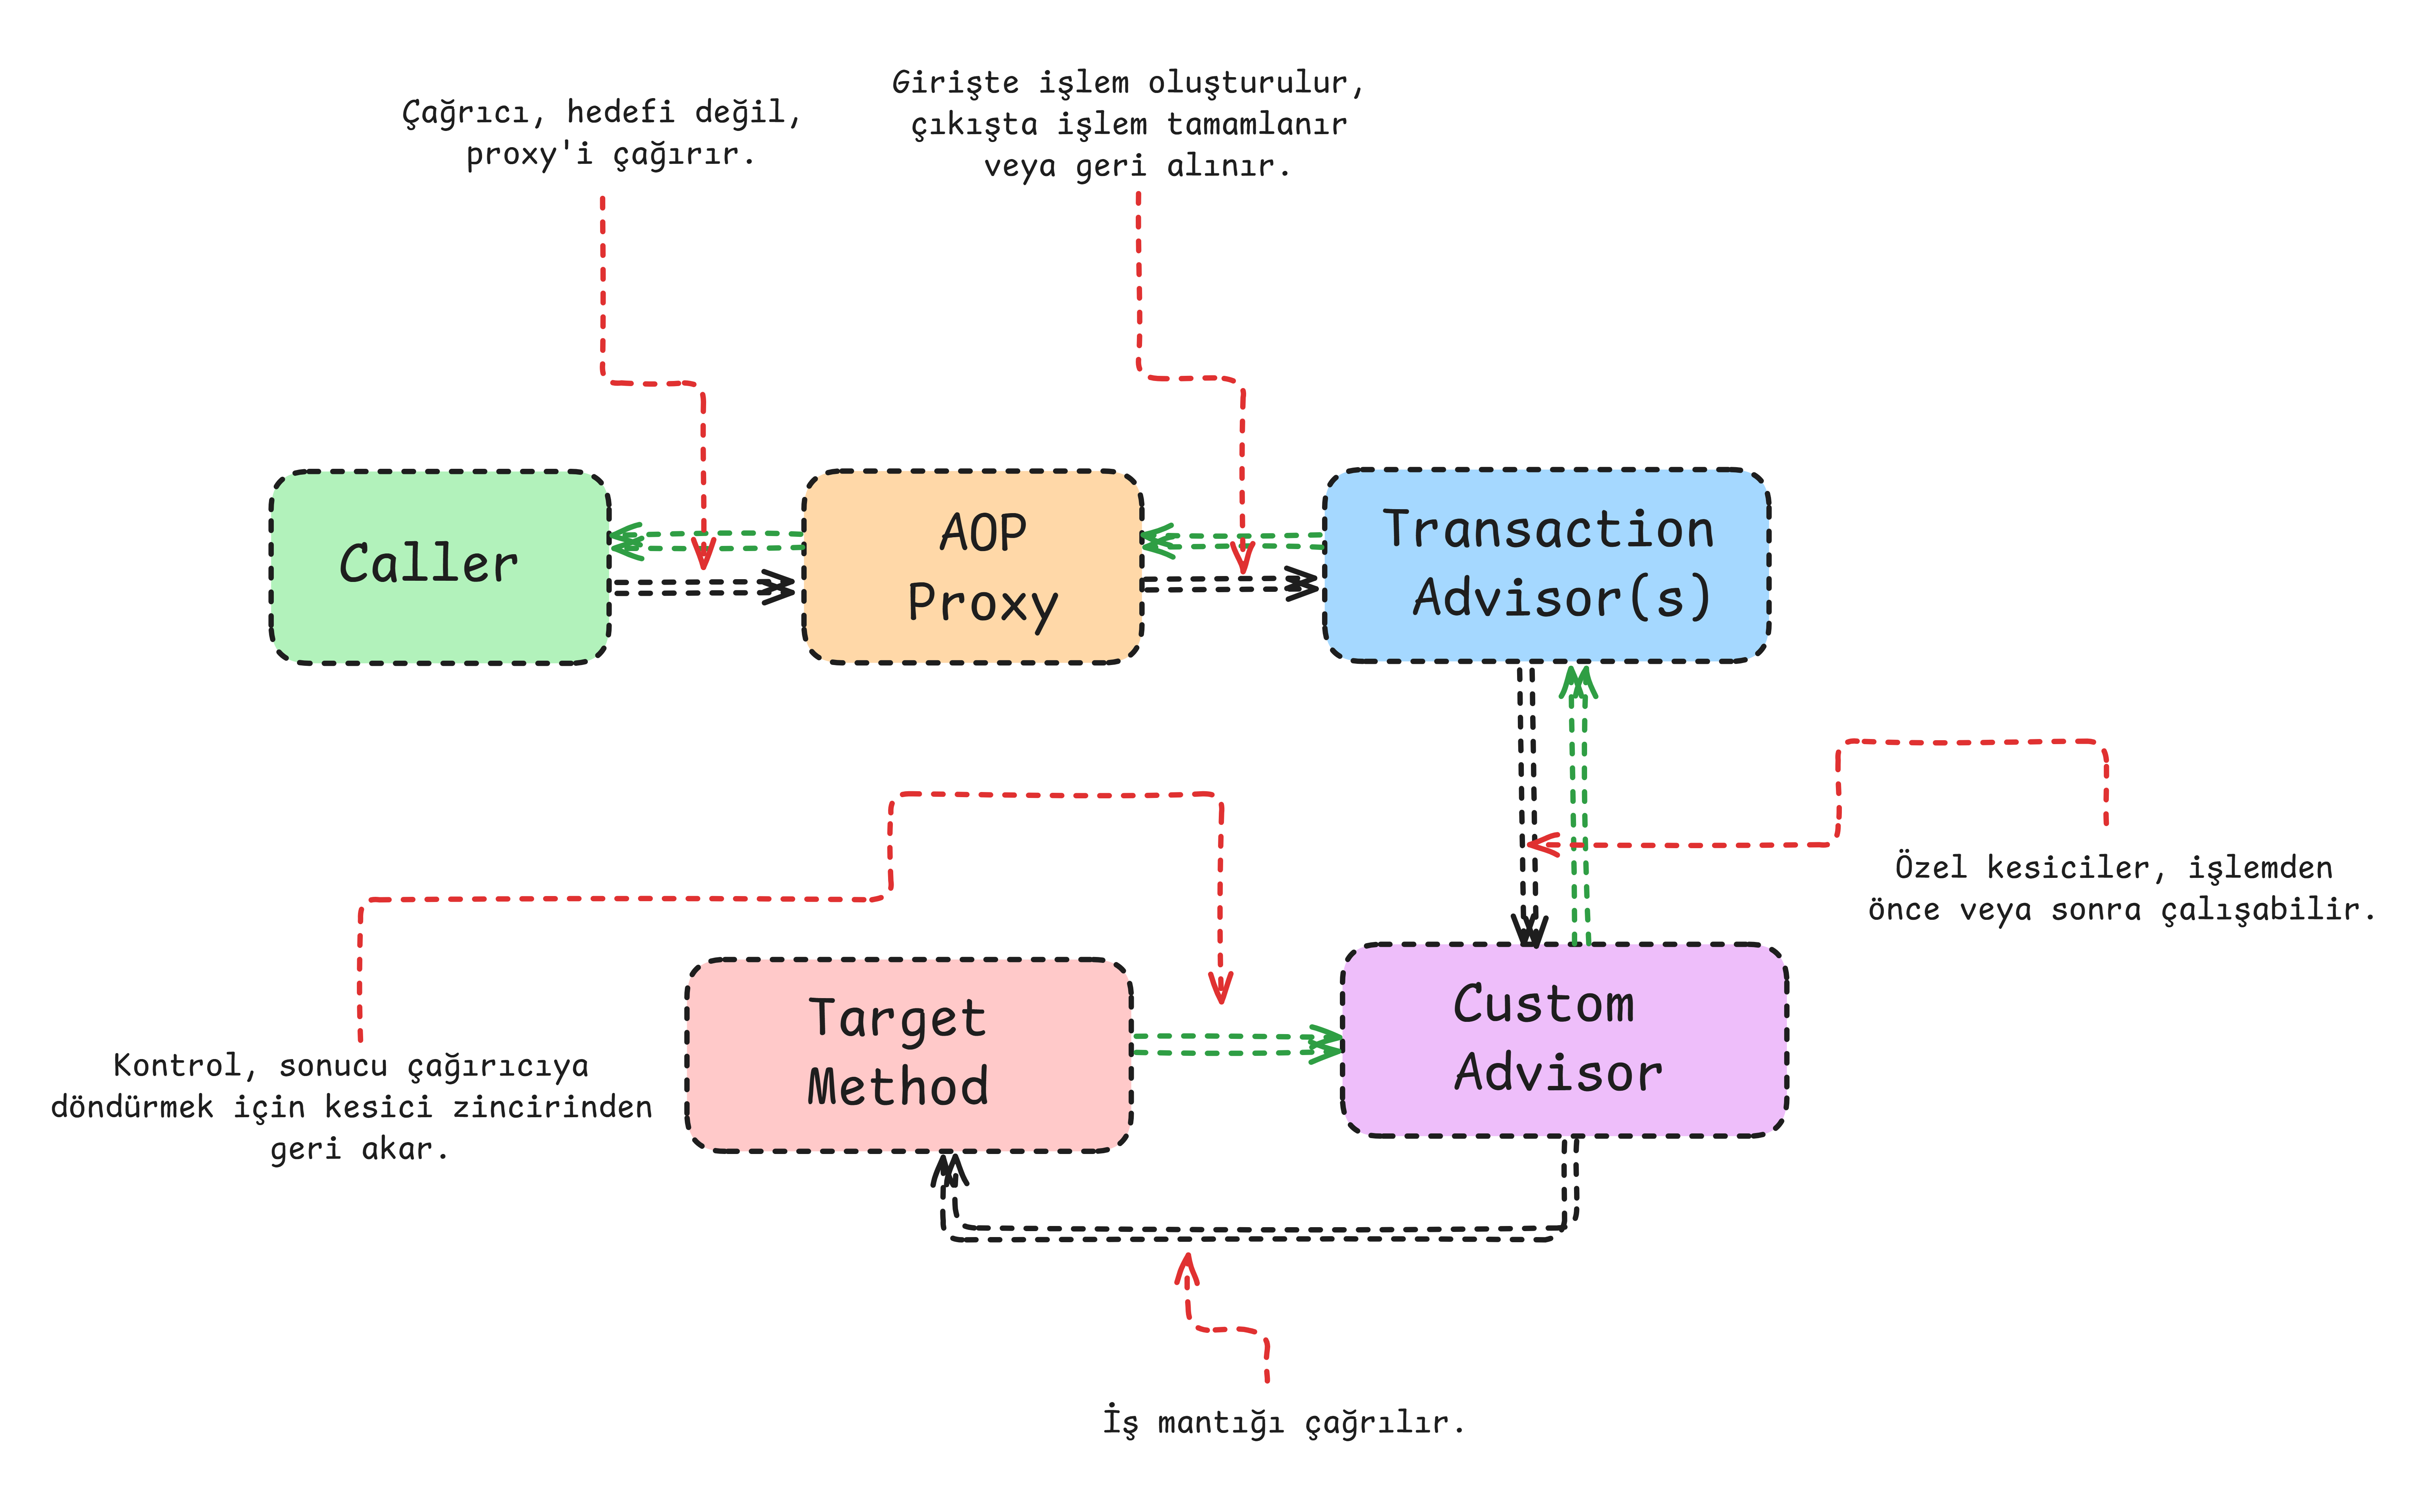 Çağrıcı, hedefi değil,
proxy'i çağırır.
Girişte işlem oluşturulur,
çıkışta işlem tamamlanır
veya geri alınır.
Caller
AOP
Proxy
Transaction
Advisor(s)
Özel kesiciler, işlemden
önce veya sonra çalışabilir.
Target
Method
Custom
Advisor
Kontrol, sonucu çağırıcıya
döndürmek için kesici zincirinden
geri akar.
İş mantığı çağrılır.